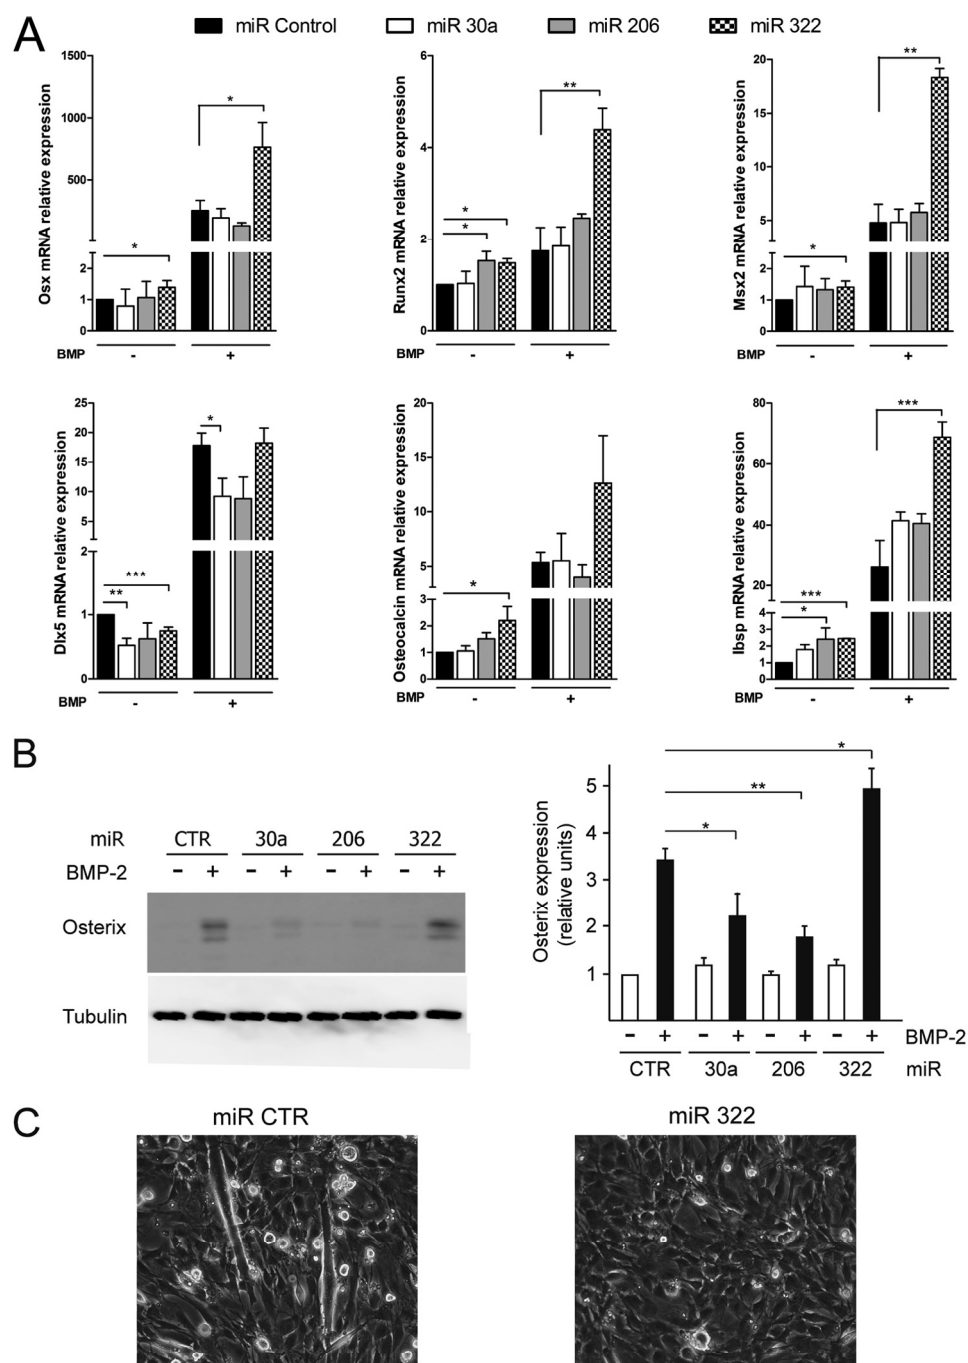 A
miR Control miR 30a miR 206 miR 322
Osx mRNA relative expression
1500
1000
500
2
1
0
*
*
BMP - +
Runx2 mRNA relative expression
6
4
2
0
*
*
**
BMP - +
Msx2 mRNA relative expression
20
15
10
5
2
1
0
*
**
BMP - +
Dlx5 mRNA relative expression
25
20
15
10
5
2
1
0
**
***
*
BMP - +
Osteocalcin mRNA relative expression
20
15
10
5
3
2
1
0
*
BMP - +
Ibsp mRNA relative expression
80
60
40
20
4
3
2
1
0
***
*
***
BMP - +
B
miR CTR 30a 206 322
BMP-2 - + - + - + - +
Osterix
Tubulin
Osterix expression
(relative units)
5
4
3
2
1
*
**
*
- + - + - + - + BMP-2
CTR 30a 206 322 miR
C
miR CTR miR 322